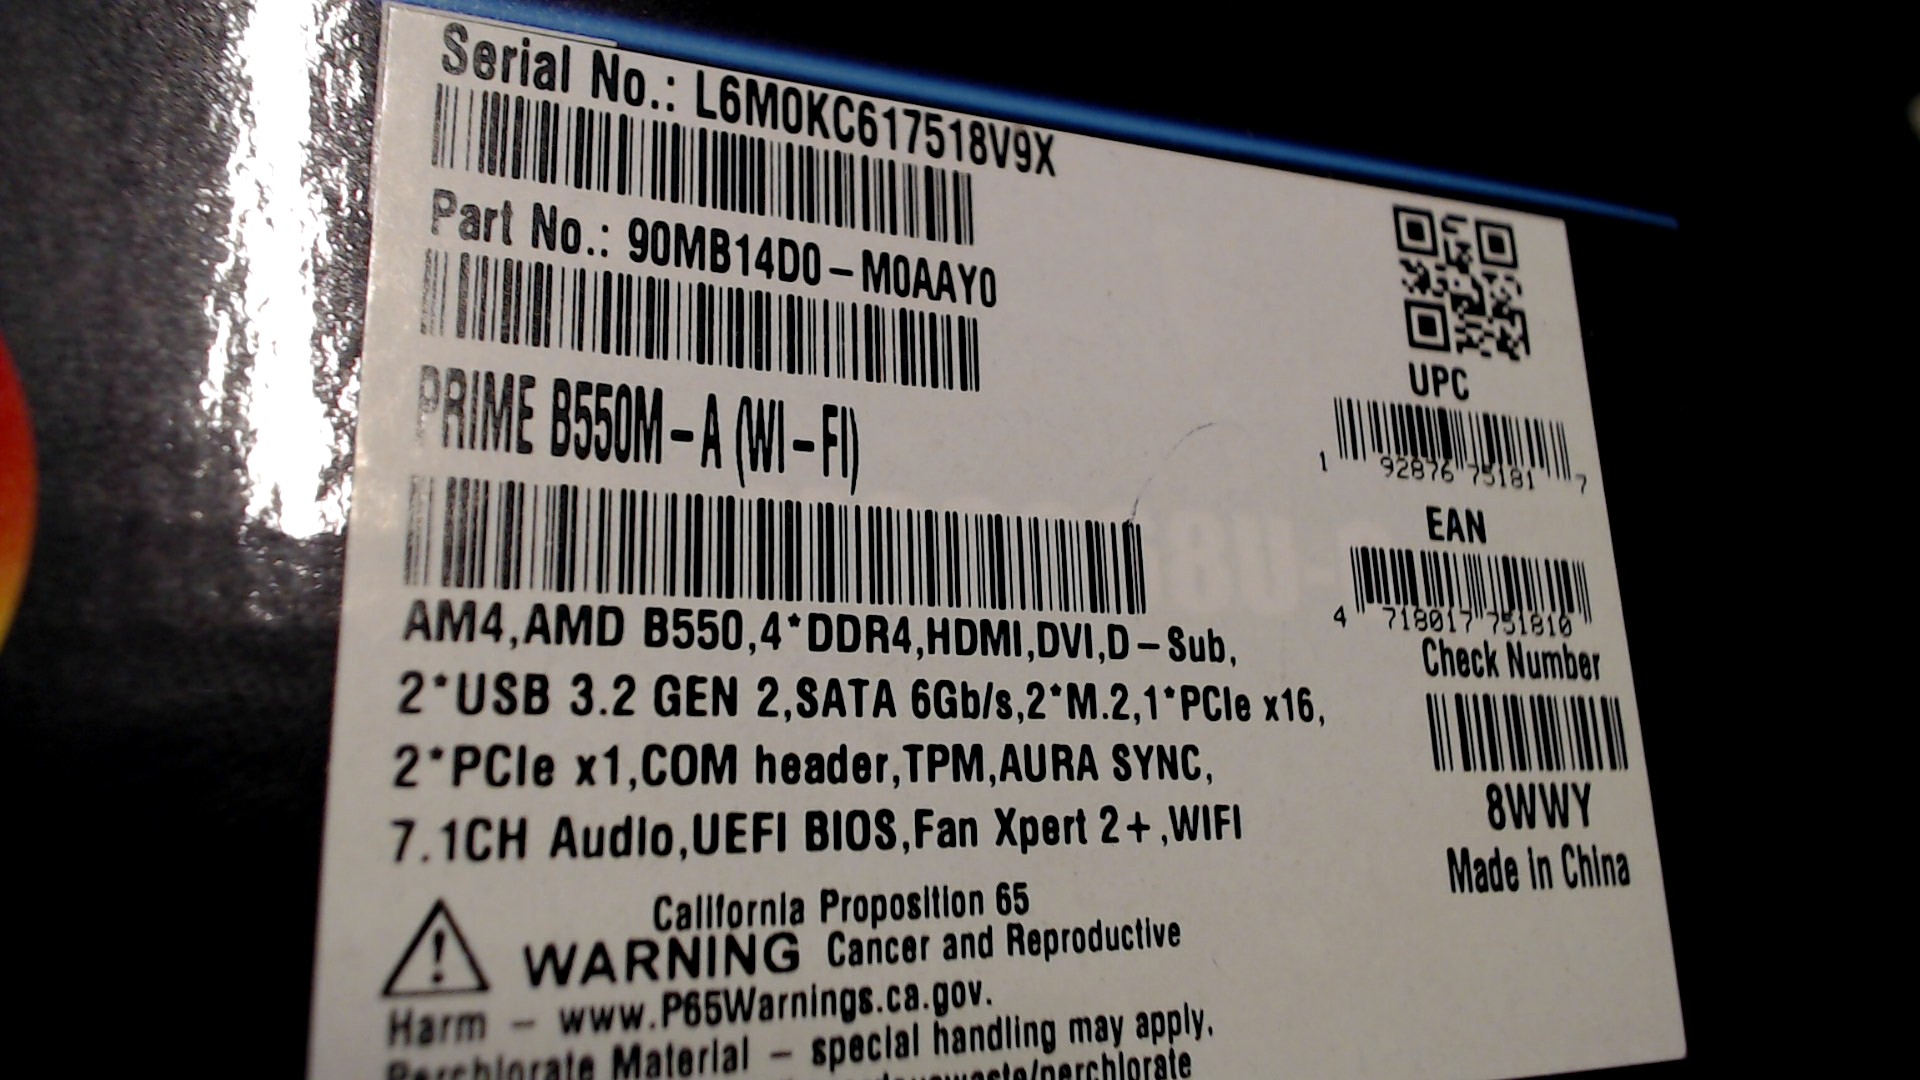 Serial No.: L6M0KC617518V9X
Part No.: 90MB14D0-M0AAY0
PRIME B550M-A (WI-FI)
AM4,AMD B550,4*DDR4,HDMI,DVI,D-Sub,
2*USB 3.2 GEN 2,SATA 6Gb/s,2*M.2,1*PCIe x16,
2*PCIe x1,COM header,TPM,AURA SYNC,
7.1CH Audio,UEFI BIOS,Fan Xpert 2+,WIFI
California Proposition 65
WARNING Cancer and Reproductive
Harm - www.P65Warnings.ca.gov.
Perchlorate Material - special handling may apply.
UPC
1 92876 75181 7
EAN
4 718017 751810
Check Number
8WWY
Made in China